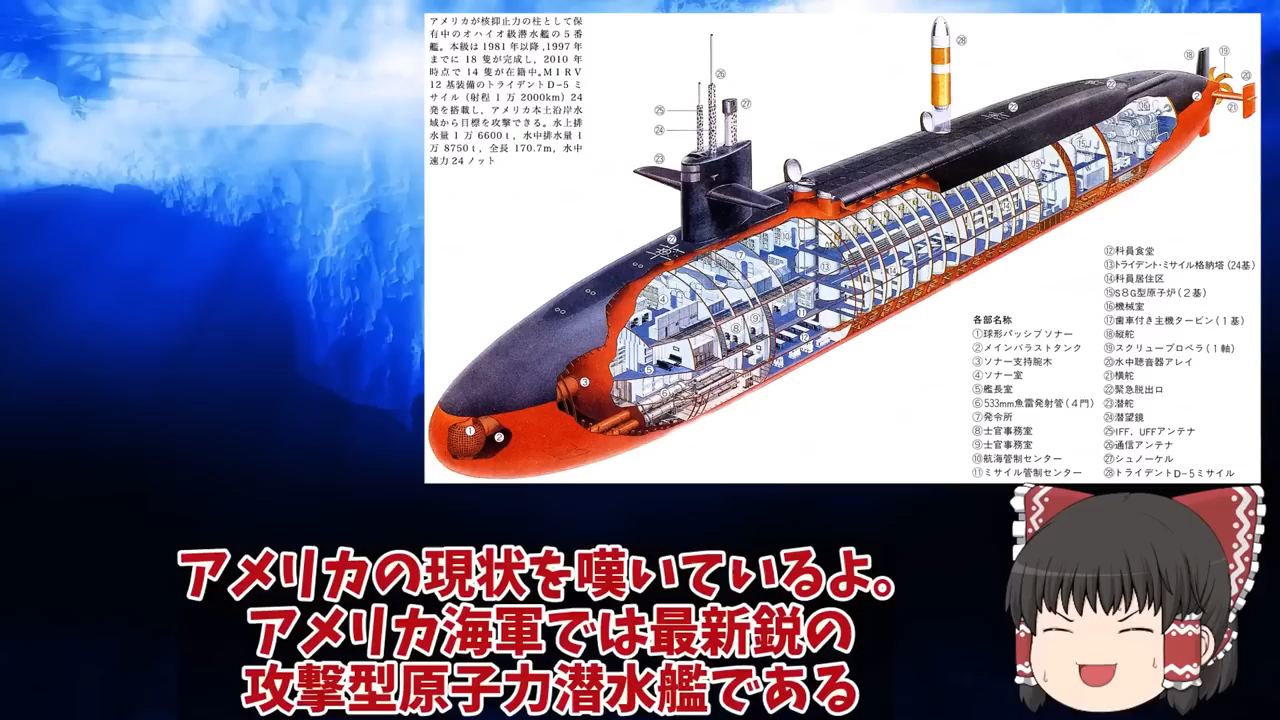 アメリカが核抑止力の柱として保
有中のオハイオ級潜水艦の5番
艦。本級は1981年以降,1997年
までに18隻が完成し,2010年
時点で14隻が在籍中。MIRV
12基装備のトライデントD-5ミ
サイル(射程1万2000km)24
発を搭載し,アメリカ本土沿岸水
域から目標を攻撃できる。水上排
水量1万6600t,水中排水量1
万8750t,全長170.7m,水中
速力24ノット
各部名称
①球形パッシブソナー
②メインバラストタンク
③ソナー支持腕木
④ソナー室
⑤艦長室
⑥533mm魚雷発射管(4門)
⑦発令所
⑧士官事務室
⑨士官事務室
⑩航海管制センター
⑪ミサイル管制センター
⑫科員食堂
⑬トライデント・ミサイル格納塔(24基)
⑭科員居住区
⑮S8G型原子炉(2基)
⑯機械室
⑰歯車付き主機タービン(1基)
⑱縦舵
⑲スクリュープロペラ(1軸)
⑳水中聴音器アレイ
㉑横舵
㉒緊急脱出口
㉓潜舵
㉔潜望鏡
㉕IFF,UFFアンテナ
㉖通信アンテナ
㉗シュノーケル
㉘トライデントD-5ミサイル
アメリカの現状を嘆いているよ。
アメリカ海軍では最新鋭の
攻撃型原子力潜水艦である